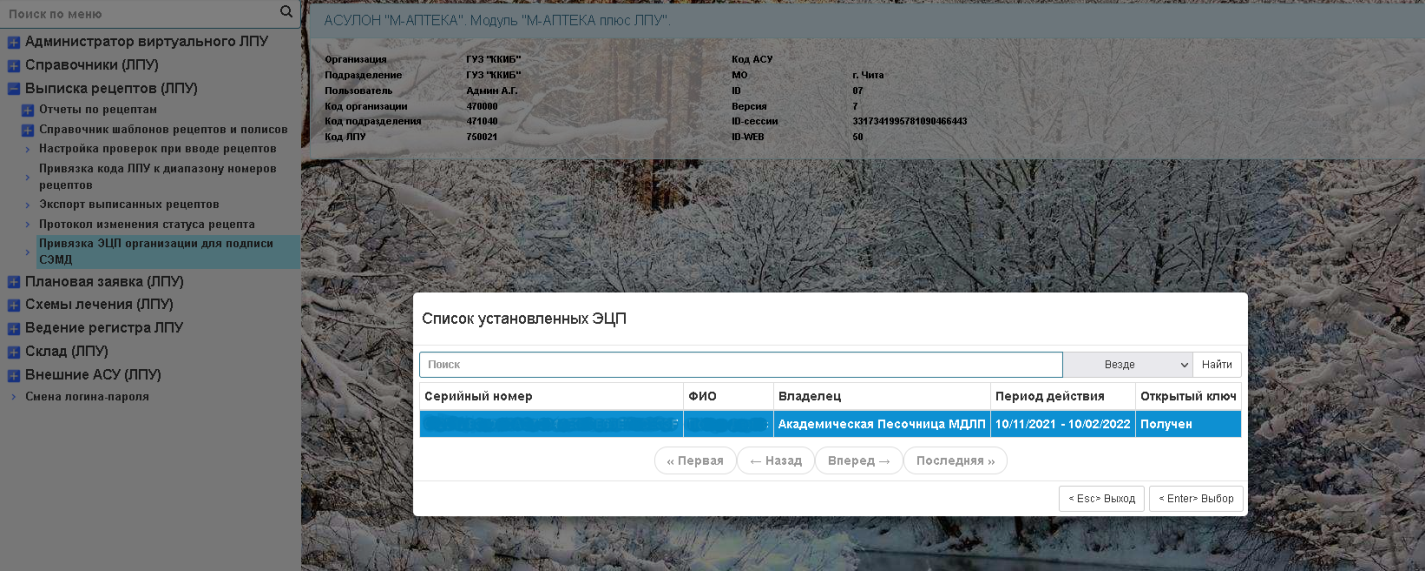 Поиск по меню
Администратор виртуального ЛПУ
Справочники (ЛПУ)
Выписка рецептов (ЛПУ)
Отчеты по рецептам
Справочник шаблонов рецептов и полисов
Настройка проверок при вводе рецептов
Привязка кода ЛПУ к диапазону номеров
рецептов
Экспорт выписанных рецептов
Протокол изменения статуса рецепта
Привязка ЭЦП организации для подписи
СЭМД
Плановая заявка (ЛПУ)
Схемы лечения (ЛПУ)
Ведение регистра ЛПУ
Склад (ЛПУ)
Внешние АСУ (ЛПУ)
Смена логина-пароля
АСУЛОН "М-АПТЕКА". Модуль "М-АПТЕКА плюс ЛПУ".
Организация ГУЗ "ККИБ" Код АСУ
Подразделение ГУЗ "ККИБ" МО г. Чита
Пользователь Админ А.Г. ID 07
Код организации 470000 Версия 7
Код подразделения 471040 ID-сессии 3317341995781090466443
Код ЛПУ 750021 ID-WEB 50
Список установленных ЭЦП
Поиск Везде Найти
Серийный номер ФИО Владелец Период действия Открытый ключ
Академическая Песочница МДЛП 10/11/2021 - 10/02/2022 Получен
‹‹ Первая ← Назад Вперед → Последняя ››
< Esc> Выход < Enter> Выбор